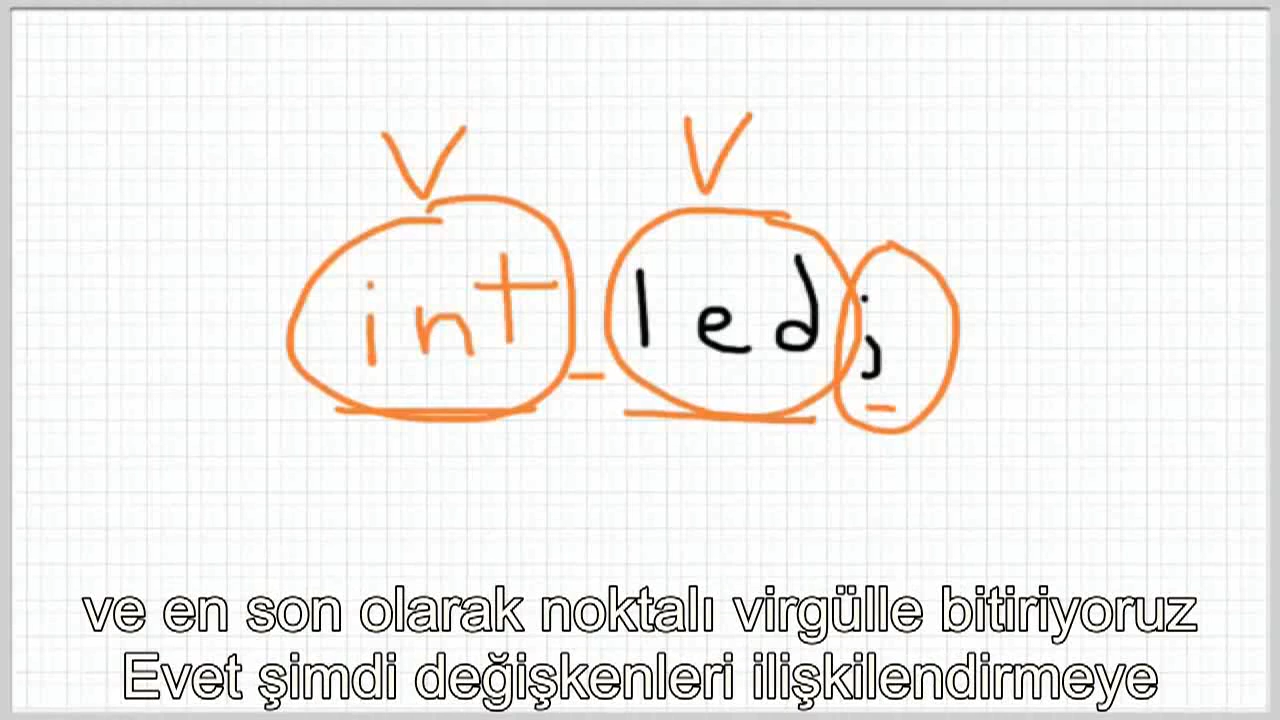 V V
int _ led;
ve en son olarak noktalı virgülle bitiriyoruz
Evet şimdi değişkenleri ilişkilendirmeye